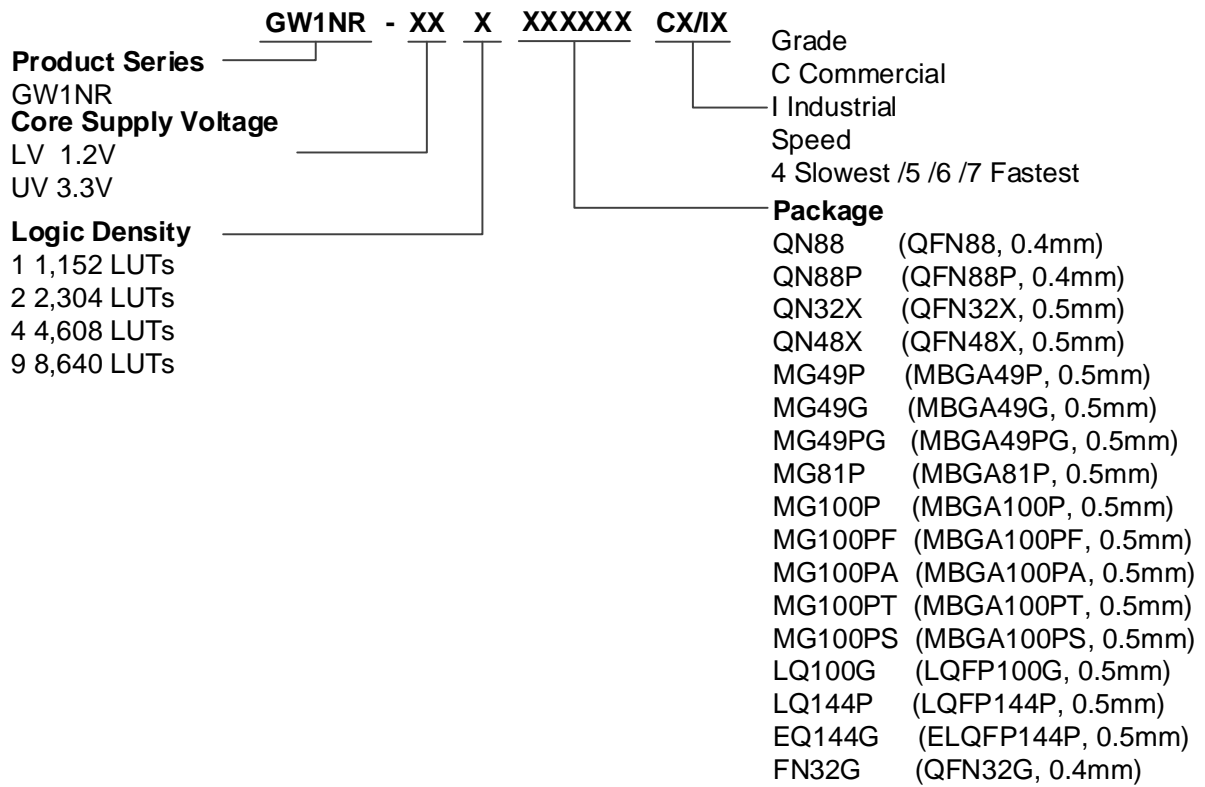 GW1NR - XX X XXXXXX CX/IX
Product Series
GW1NR
Core Supply Voltage
LV 1.2V
UV 3.3V
Logic Density
1 1,152 LUTs
2 2,304 LUTs
4 4,608 LUTs
9 8,640 LUTs
Grade
C Commercial
I Industrial
Speed
4 Slowest /5 /6 /7 Fastest
Package
QN88 (QFN88, 0.4mm)
QN88P (QFN88P, 0.4mm)
QN32X (QFN32X, 0.5mm)
QN48X (QFN48X, 0.5mm)
MG49P (MBGA49P, 0.5mm)
MG49G (MBGA49G, 0.5mm)
MG49PG (MBGA49PG, 0.5mm)
MG81P (MBGA81P, 0.5mm)
MG100P (MBGA100P, 0.5mm)
MG100PF (MBGA100PF, 0.5mm)
MG100PA (MBGA100PA, 0.5mm)
MG100PT (MBGA100PT, 0.5mm)
MG100PS (MBGA100PS, 0.5mm)
LQ100G (LQFP100G, 0.5mm)
LQ144P (LQFP144P, 0.5mm)
EQ144G (ELQFP144P, 0.5mm)
FN32G (QFN32G, 0.4mm)